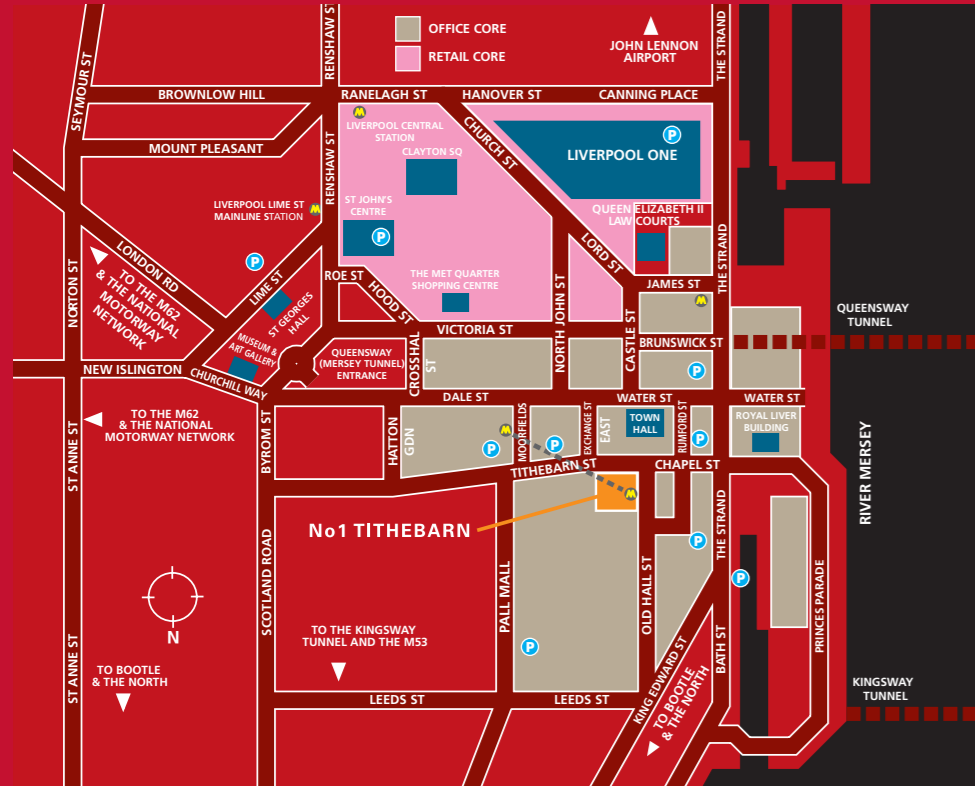 RENSHAW ST
OFFICE CORE
RETAIL CORE
JOHN LENNON
AIRPORT
THE STRAND
SEYMOUR ST
BROWNLOW HILL
RANELAGH ST
HANOVER ST
CANNING PLACE
M
LIVERPOOL CENTRAL
STATION
CHURCH ST
P
LIVERPOOL ONE
MOUNT PLEASANT
RENSHAW ST
CLAYTON SQ
LIVERPOOL LIME ST
MAINLINE STATION
M
ST JOHN'S
CENTRE
P
QUEEN ELIZABETH II
LAW COURTS
LORD ST
THE STRAND
P
LONDON RD
LIME ST
ROE ST
HOOD ST
THE MET QUARTER
SHOPPING CENTRE
NORTH JOHN ST
JAMES ST
M
NORTON ST
TO THE M62
& THE NATIONAL
MOTORWAY
NETWORK
ST GEORGES
HALL
MUSEUM &
ART GALLERY
VICTORIA ST
CASTLE ST
BRUNSWICK ST
QUEENSWAY
TUNNEL
QUEENSWAY
(MERSEY TUNNEL)
ENTRANCE
CROSSHAL
ST
P
NEW ISLINGTON
CHURCHILL WAY
DALE ST
WATER ST
WATER ST
TO THE M62
& THE NATIONAL
MOTORWAY NETWORK
ST ANNE ST
BYROM ST
HATTON
GDN
M
P
MOORFIELDS
P
EXCHANGE ST
EAST
TOWN
HALL
RUMFORD ST
P
ROYAL LIVER
BUILDING
TITHEBARN ST
CHAPEL ST
M
RIVER MERSEY
No1 TITHEBARN
THE STRAND
P
SCOTLAND ROAD
PALL MALL
OLD HALL ST
P
PRINCES PARADE
N
TO THE KINGSWAY
TUNNEL AND THE M53
P
ST ANNE ST
TO BOOTLE
& THE NORTH
KING EDWARD ST
BATH ST
TO BOOTLE
& THE NORTH
KINGSWAY
TUNNEL
LEEDS ST
LEEDS ST